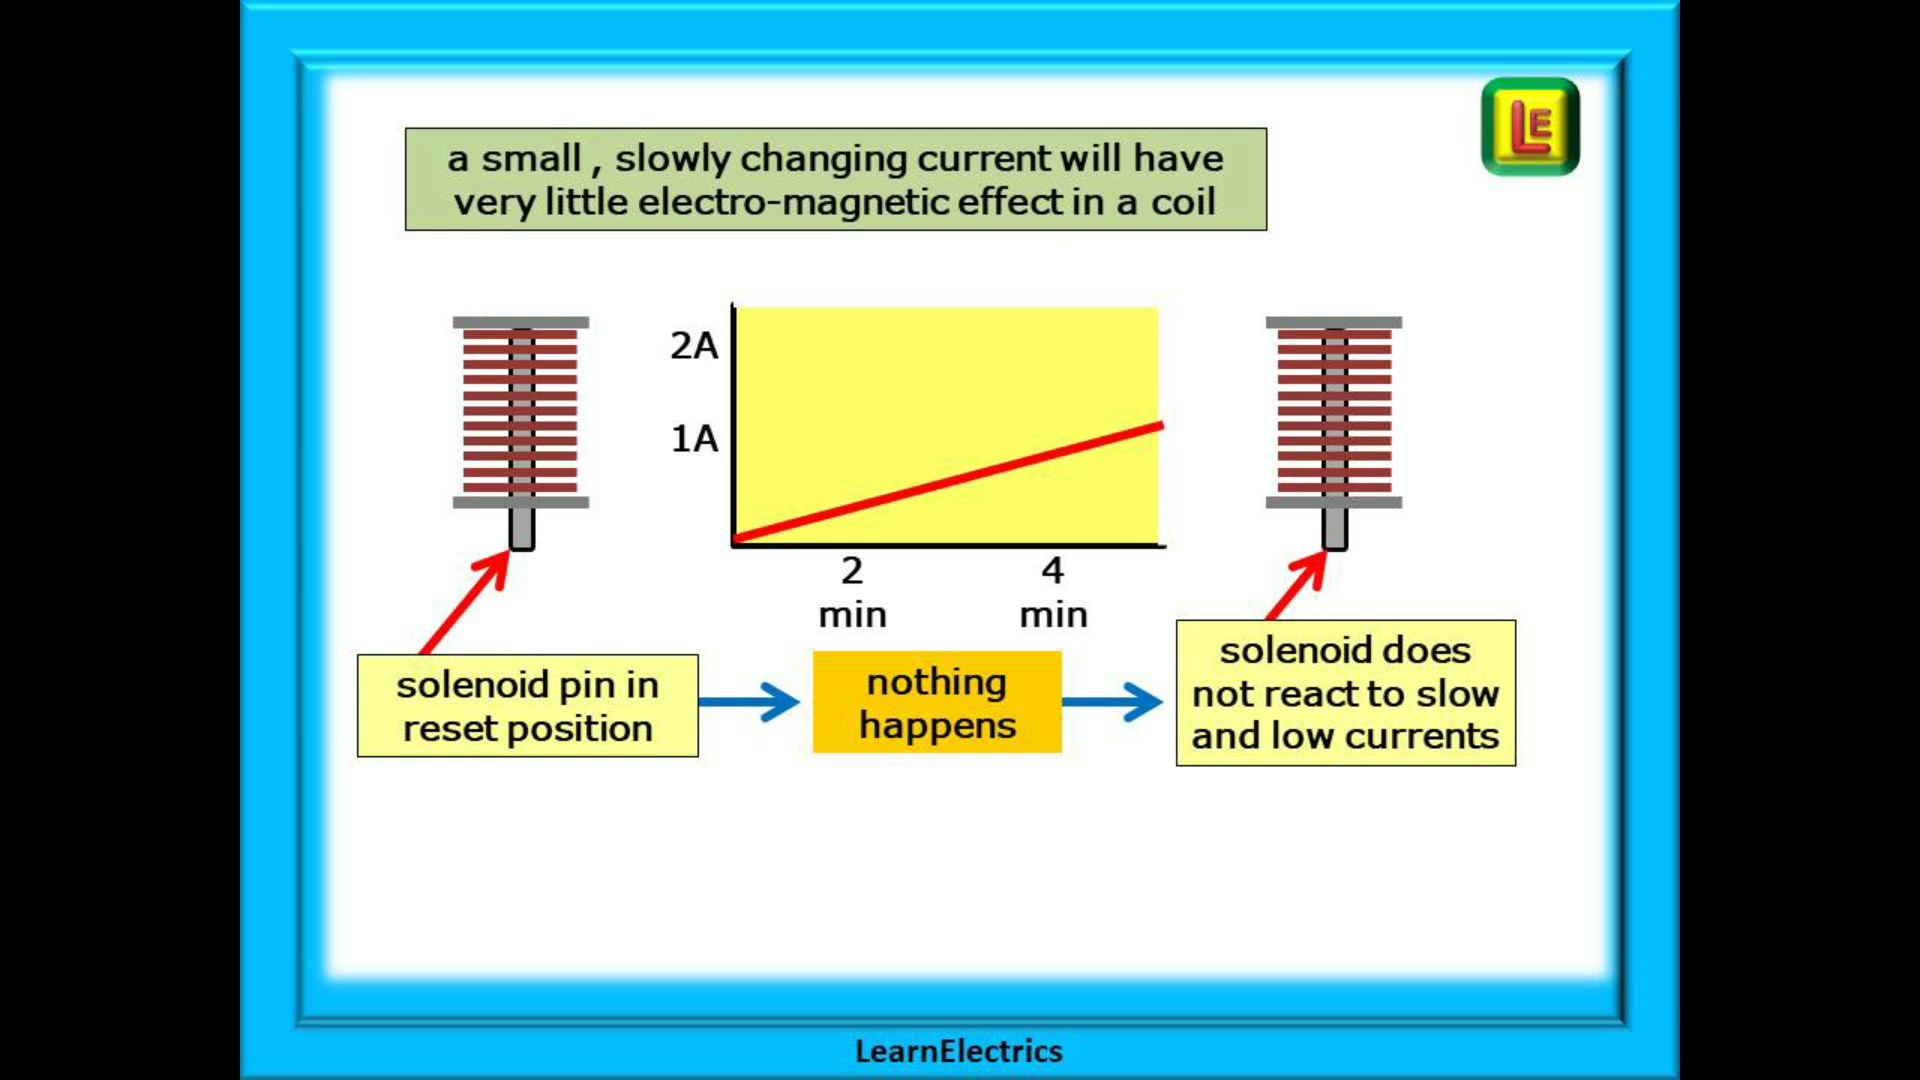 LE
a small , slowly changing current will have
very little electro-magnetic effect in a coil
2A
1A
2
min
4
min
solenoid pin in
reset position
nothing
happens
solenoid does
not react to slow
and low currents
LearnElectrics